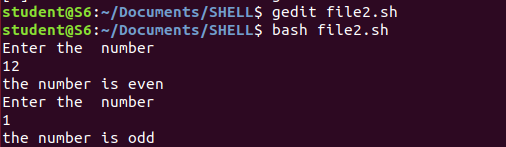 student@S6:~/Documents/SHELL$ gedit file2.sh
student@S6:~/Documents/SHELL$ bash file2.sh
Enter the  number
12
the number is even
Enter the  number
1
the number is odd